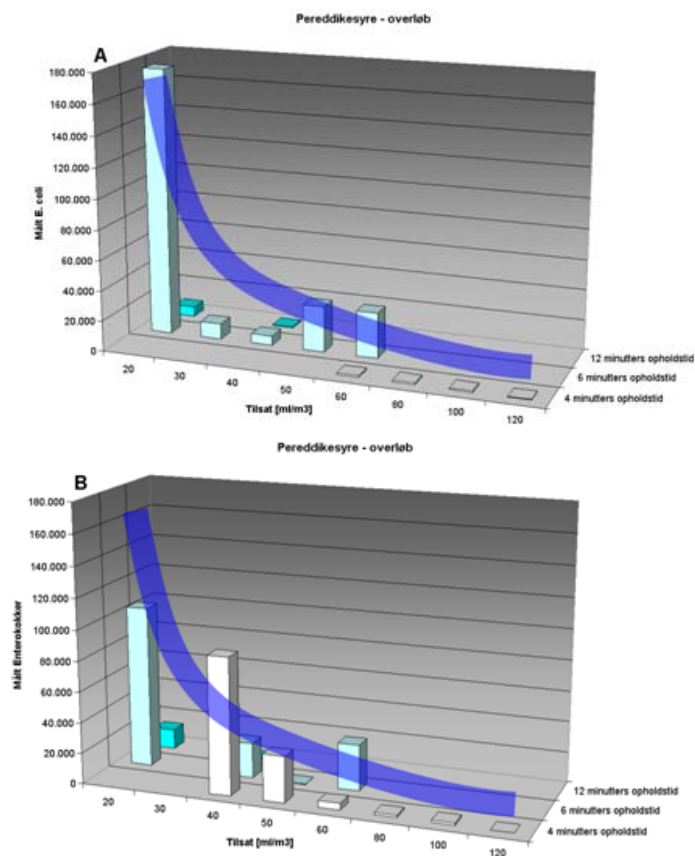 Pereddikesyre - overløb
A
180.000
160.000
140.000
120.000
100.000
80.000
60.000
40.000
20.000
0
Målt E. coli
20
30
40
50
60
80
100
120
Tilsat [ml/m3]
12 minutters opholdstid
6 minutters opholdstid
4 minutters opholdstid
Pereddikesyre - overløb
B
180.000
160.000
140.000
120.000
100.000
80.000
60.000
40.000
20.000
0
Målt Enterokokker
20
30
40
50
60
80
100
120
Tilsat [ml/m3]
12 minutters opholdstid
6 minutters opholdstid
4 minutters opholdstid